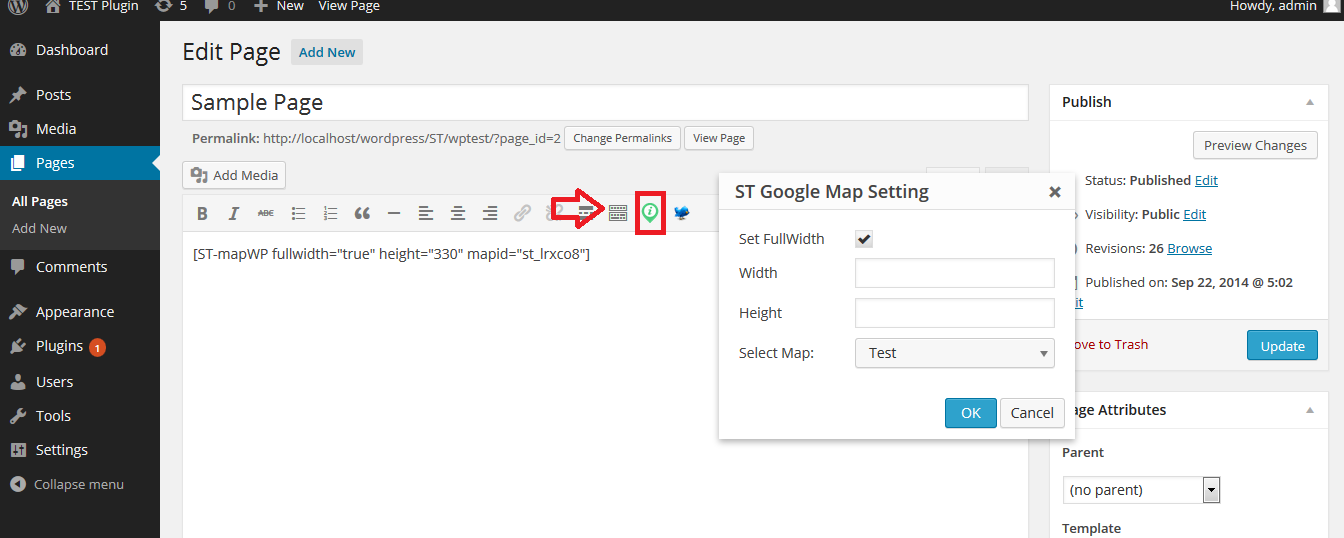 TEST Plugin 5 0 New View Page Howdy, admin
Dashboard
Posts
Media
Pages
All Pages
Add New
Comments
Appearance
Plugins 1
Users
Tools
Settings
Collapse menu
Edit Page Add New
Sample Page
Permalink: http://localhost/wordpress/ST/wptest/?page_id=2 Change Permalinks View Page
Add Media
B I ABC
[ST-mapWP fullwidth="true" height="330" mapid="st_lrxco8"]
ST Google Map Setting
Set FullWidth
Width
Height
Select Map: Test
OK Cancel
Publish
Preview Changes
Status: Published Edit
Visibility: Public Edit
Revisions: 26 Browse
Published on: Sep 22, 2014 @ 5:02
Update
to Trash
Attributes
Parent
(no parent)
Template